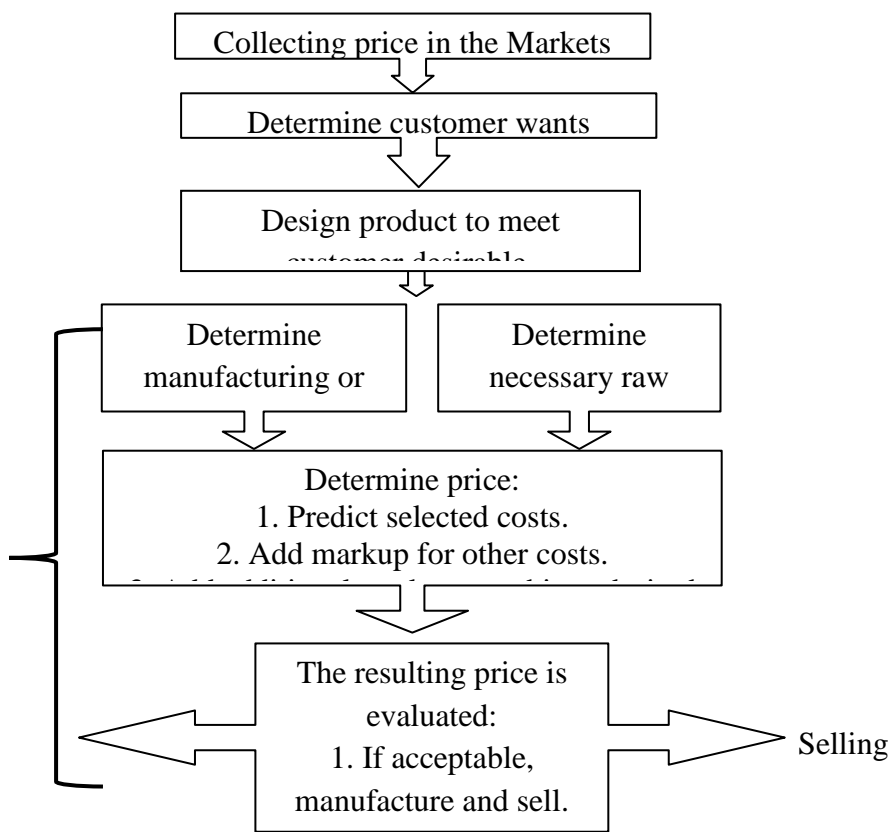 Collecting price in the Markets
Determine customer wants
Design product to meet
customer desirable
Determine
manufacturing or
Determine
necessary raw
Determine price:
1. Predict selected costs.
2. Add markup for other costs.
The resulting price is
evaluated:
1. If acceptable,
manufacture and sell.
Selling